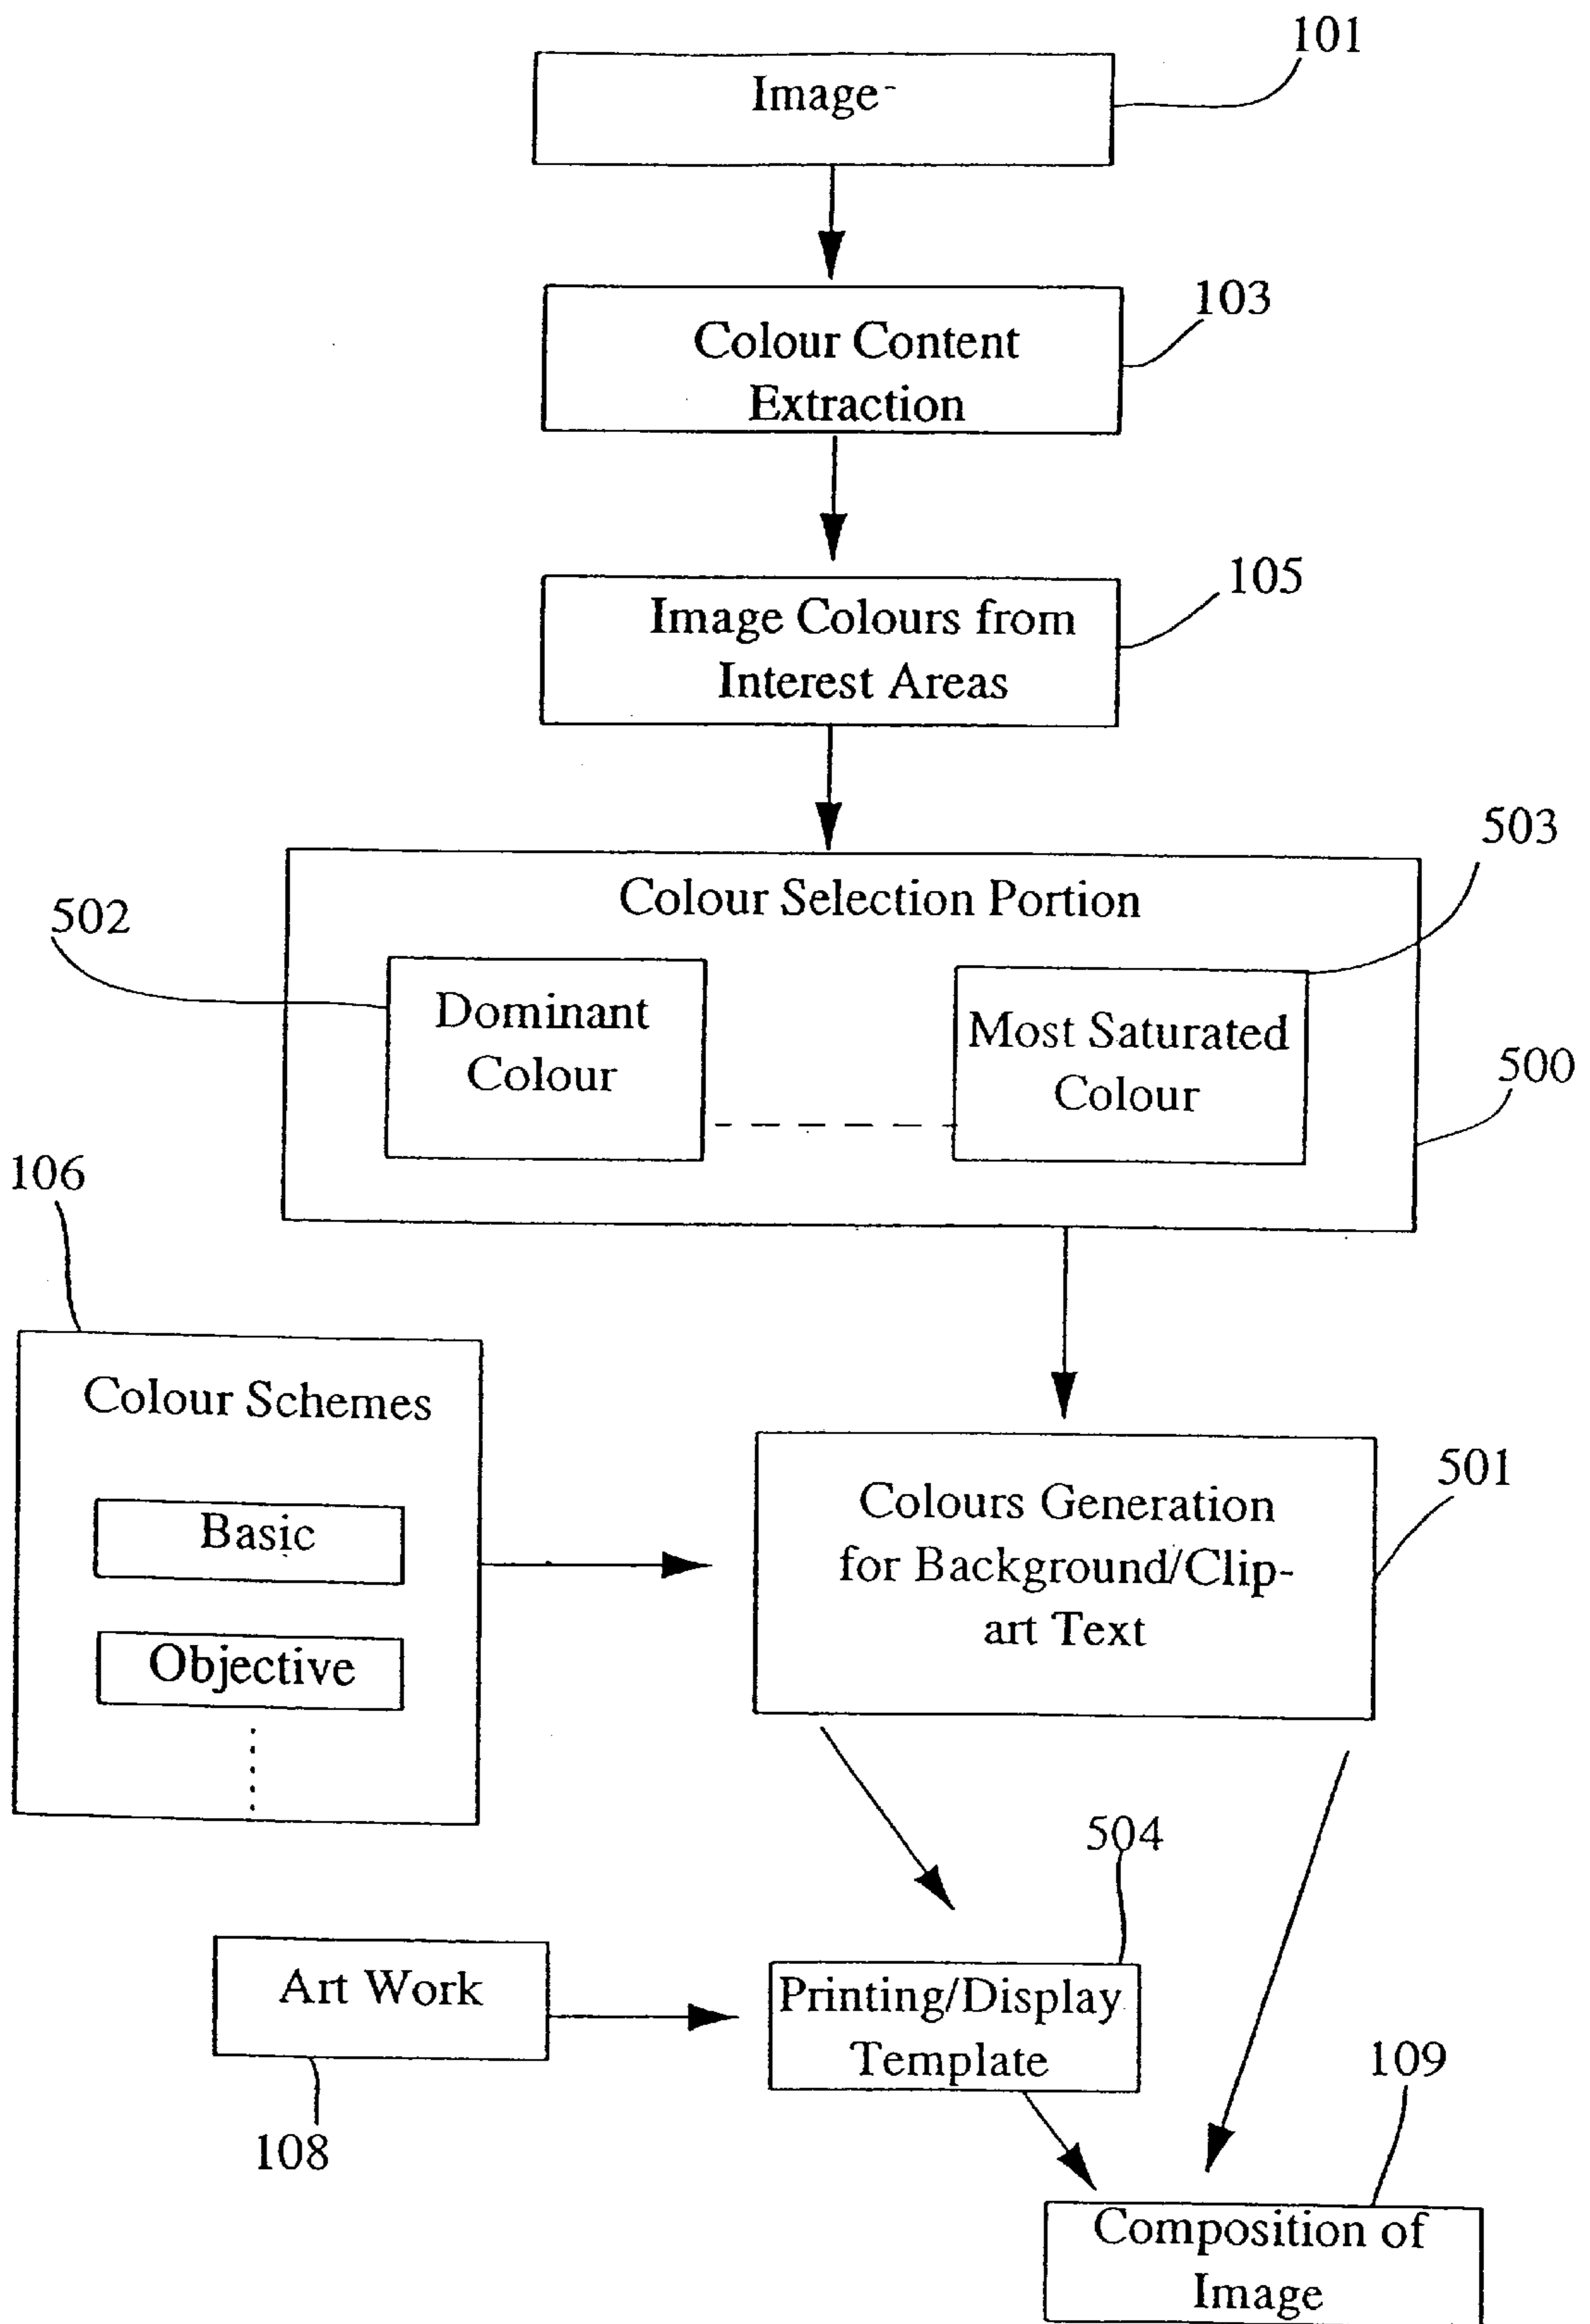 101
Image
103
Colour Content
Extraction
105
Image Colours from
Interest Areas
503
Colour Selection Portion
502
Dominant
Colour
Most Saturated
Colour
500
106
Colour Schemes
Basic
Objective
501
Colours Generation
for Background/Clip-
art Text
504
Art Work
108
Printing/Display
Template
109
Composition of
Image